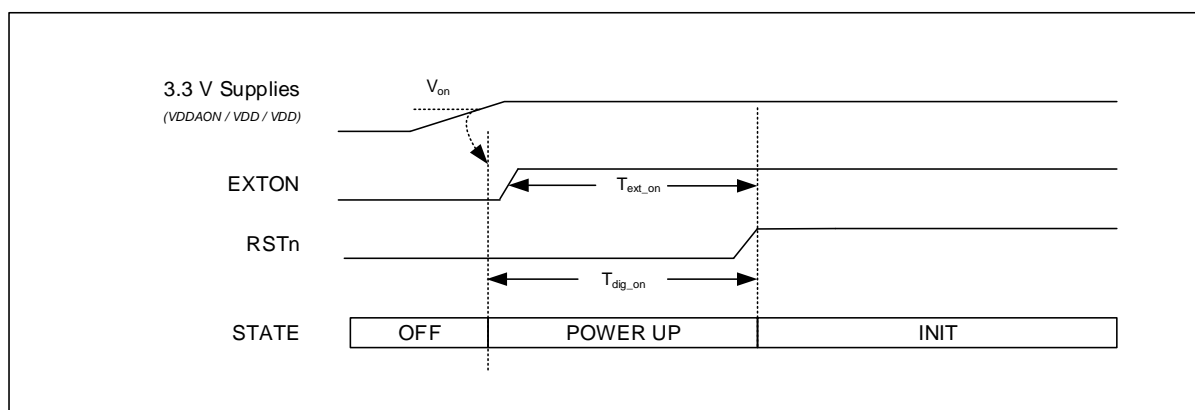 3.3 V Supplies
Von
(VDDAON / VDD / VDD)
EXTON
Text_on
RSTn
Tdig_on
STATE OFF POWER UP INIT